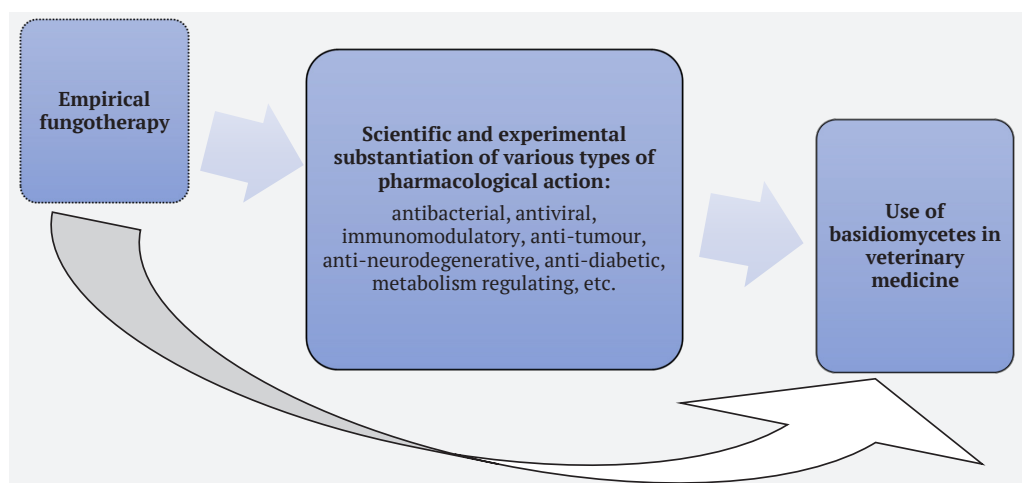 Empirical
fungotherapy
Scientific and experimental
substantiation of various types of
pharmacological action:
antibacterial, antiviral,
immunomodulatory, anti-tumour,
anti-neurodegenerative, anti-diabetic,
metabolism regulating, etc.
Use of
basidiomycetes in
veterinary
medicine